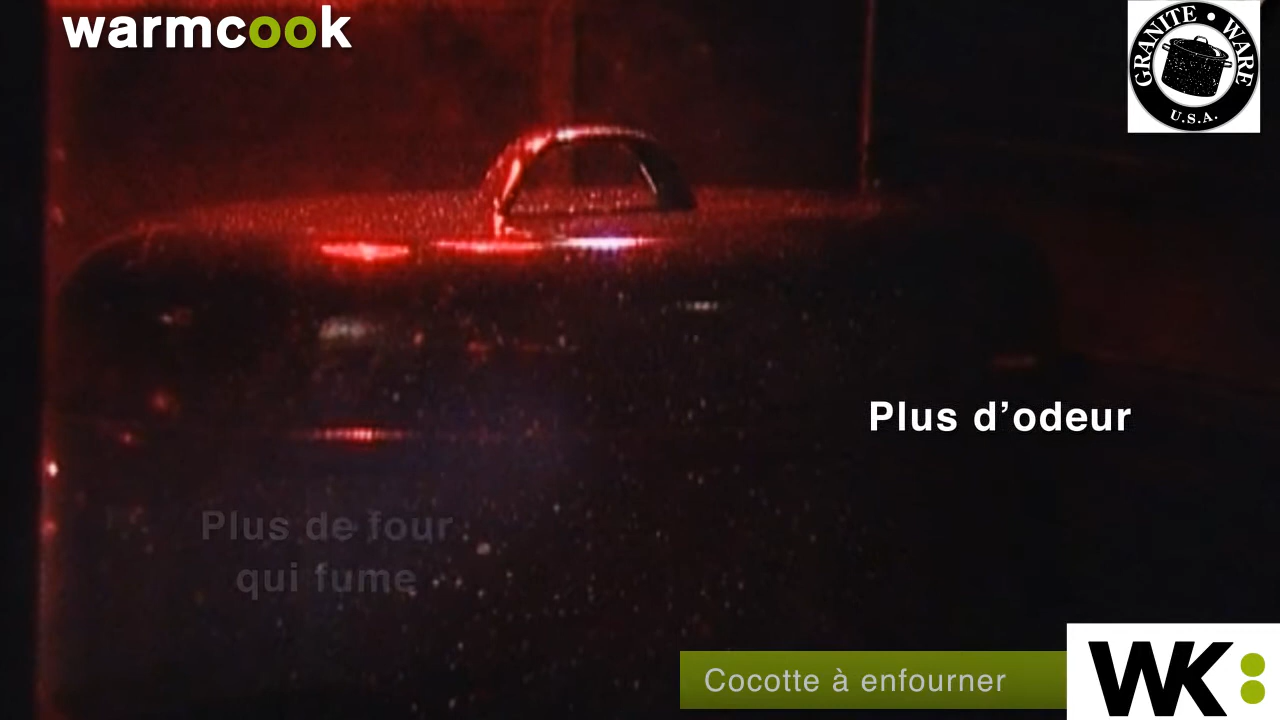 warmcook
GRANITE • WARE
U.S.A.
Plus d’odeur
Plus de four
qui fume
Cocotte à enfourner
WK: